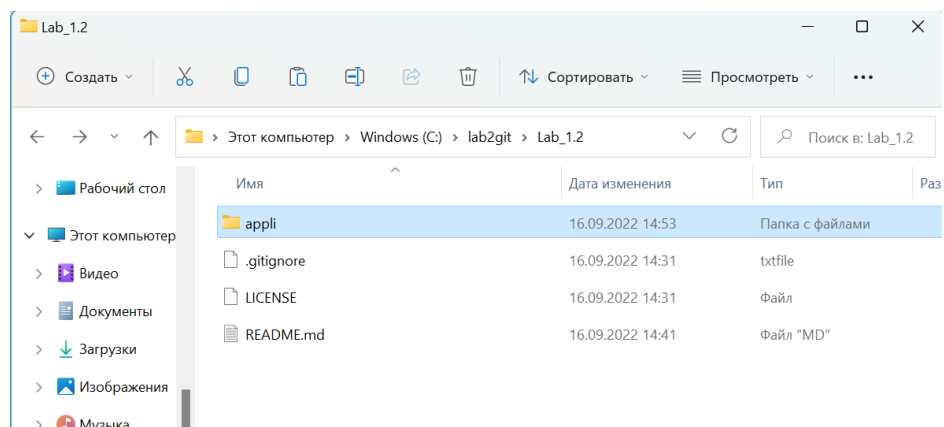 Lab_1.2
Создать Сортировать Просмотреть
Этот компьютер > Windows (C:) > lab2git > Lab_1.2 Поиск в: Lab_1.2
Имя Дата изменения Тип Раз
Рабочий стол
Этот компьютер
Видео
Документы
Загрузки
Изображения
Музыка
appli 16.09.2022 14:53 Папка с файлами
.gitignore 16.09.2022 14:31 txtfile
LICENSE 16.09.2022 14:31 Файл
README.md 16.09.2022 14:41 Файл "MD"